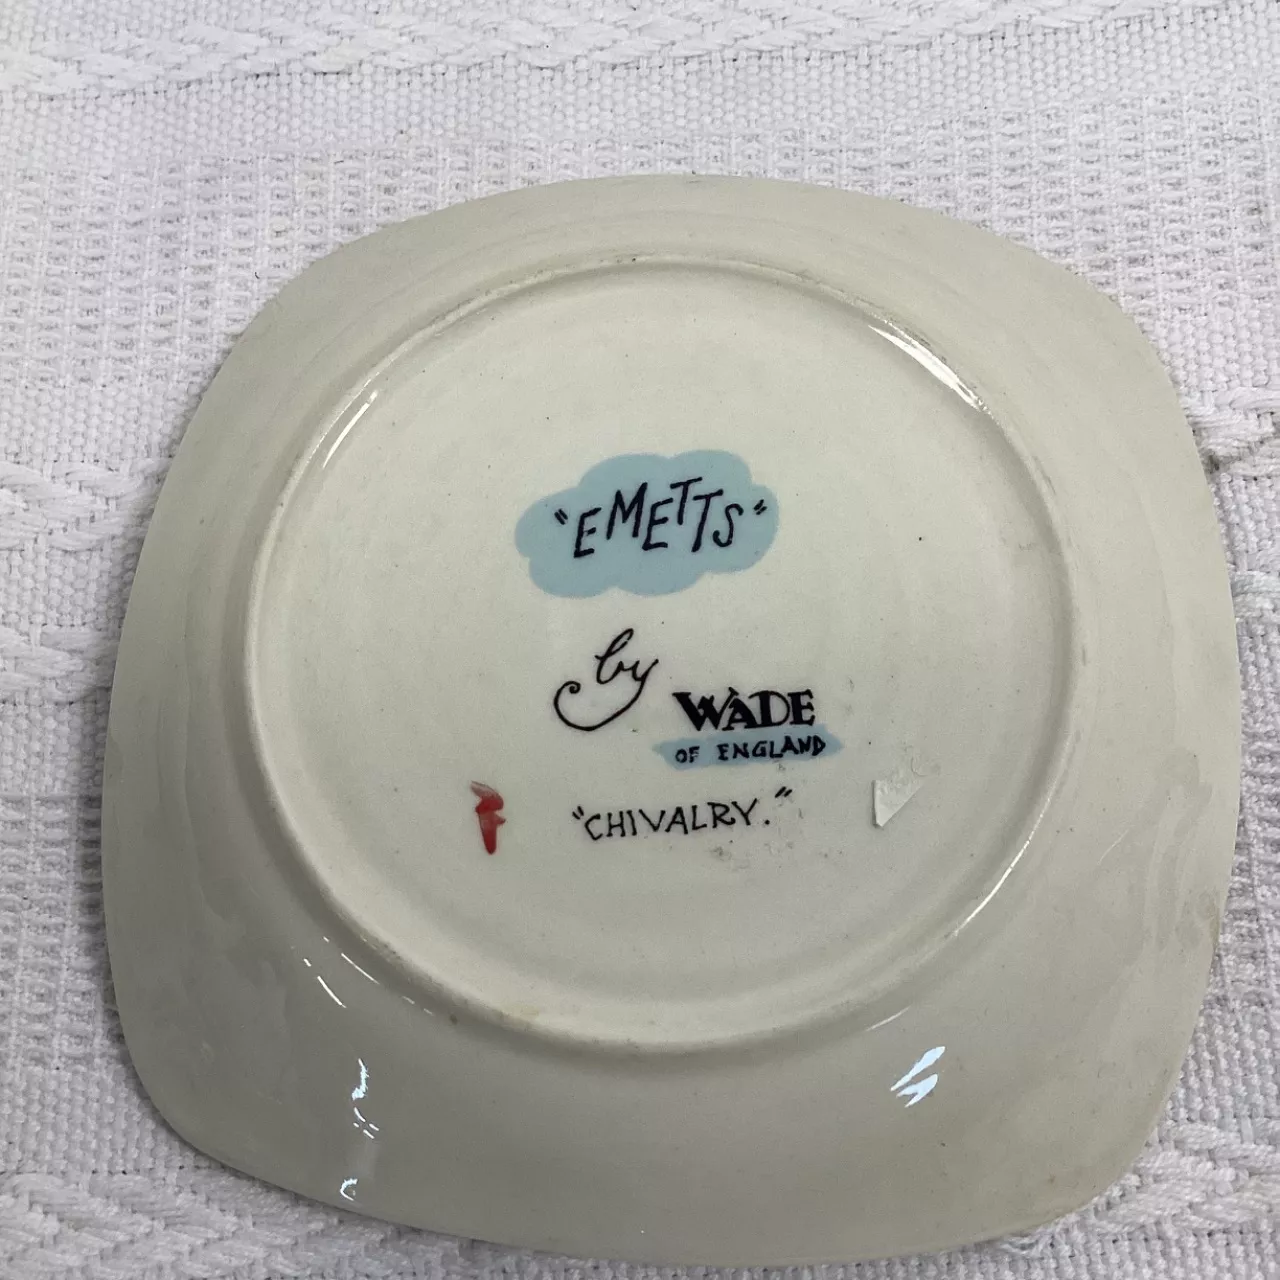 "EMETTS"
by
WADE
OF ENGLAND
"CHIVALRY."